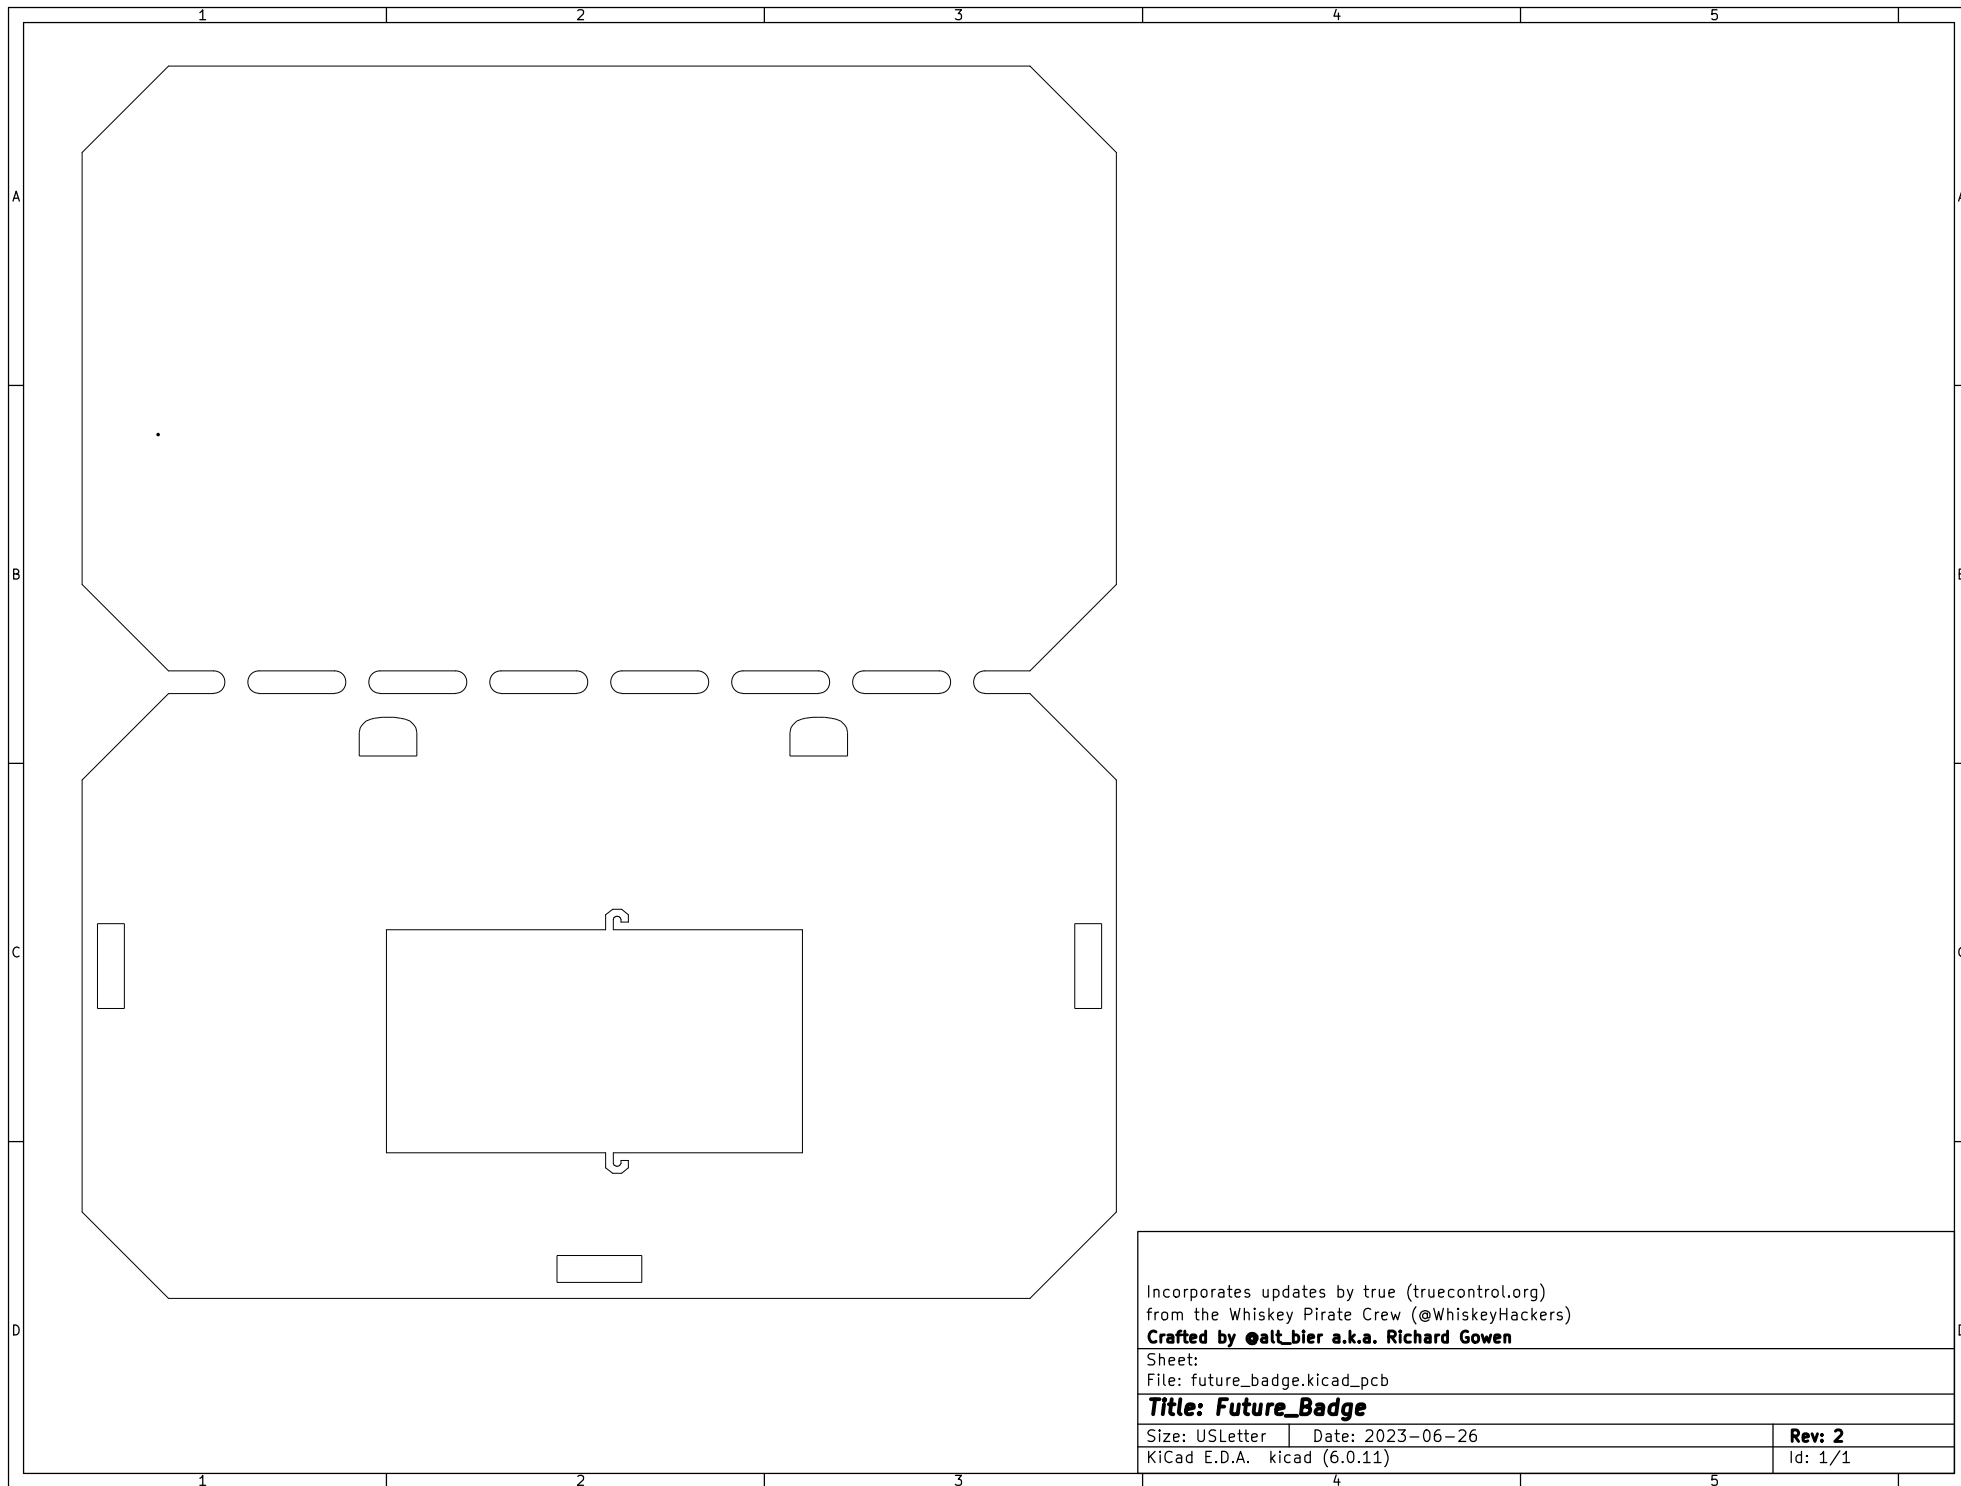 1 2 3 4 5
A
A
B
B
C
C
D
D
Incorporates updates by true (truecontrol.org)
from the Whiskey Pirate Crew (@WhiskeyHackers)
Crafted by @alt_bier a.k.a. Richard Gowen
Sheet:
File: future_badge.kicad_pcb
Title: Future_Badge
Size: USLetter Date: 2023-06-26 Rev: 2
KiCad E.D.A. kicad (6.0.11) Id: 1/1
1 2 3 4 5